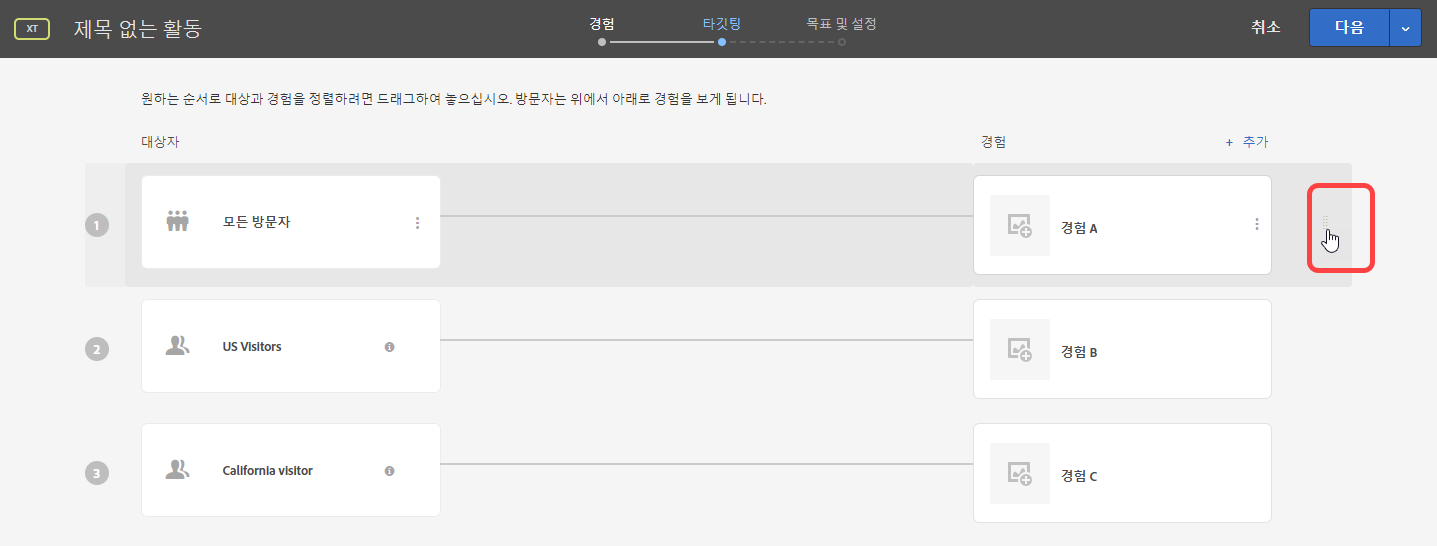 XT 제목 없는 활동 경험 타깃팅 목표 및 설정 취소 다음
원하는 순서로 대상과 경험을 정렬하려면 드래그하여 놓으십시오. 방문자는 위에서 아래로 경험을 보게 됩니다.
대상자 경험 + 추가
1 모든 방문자 경험 A
2 US Visitors 경험 B
3 California visitor 경험 C